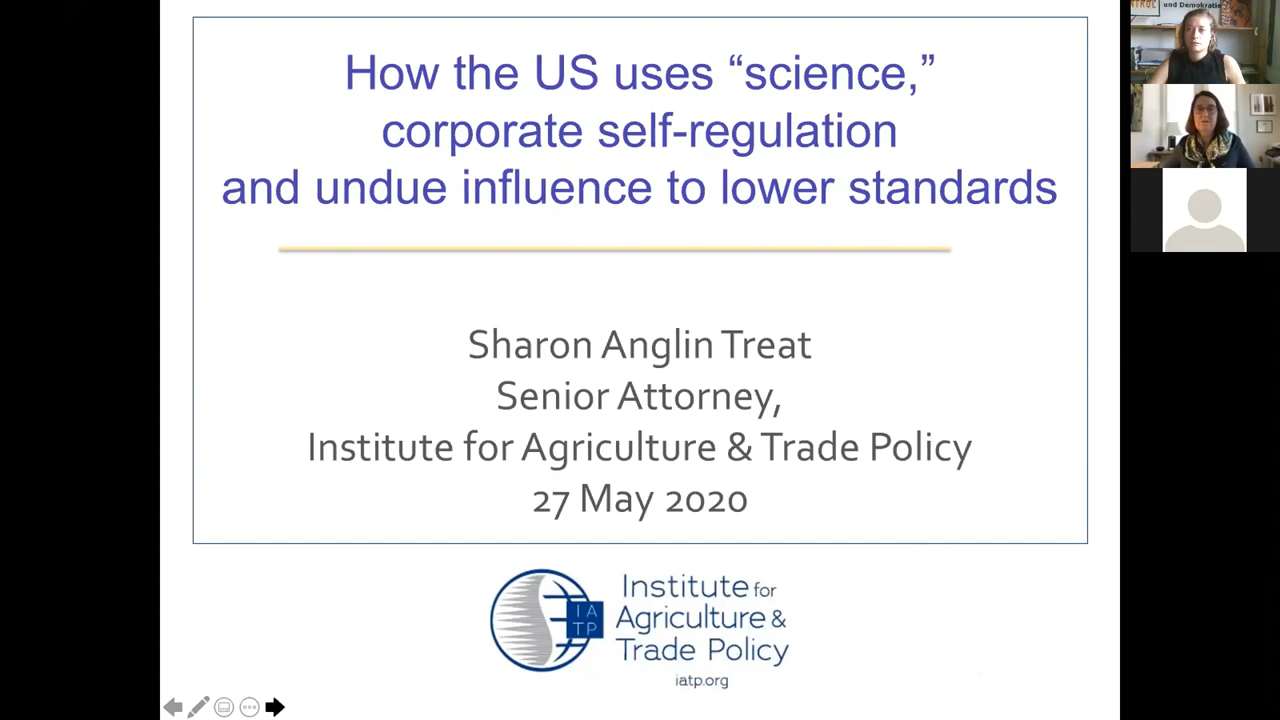 How the US uses “science,”
corporate self-regulation
and undue influence to lower standards
Sharon Anglin Treat
Senior Attorney,
Institute for Agriculture & Trade Policy
27 May 2020
I A
T P
Institute for
Agriculture &
Trade Policy
iatp.org
und Demokratie